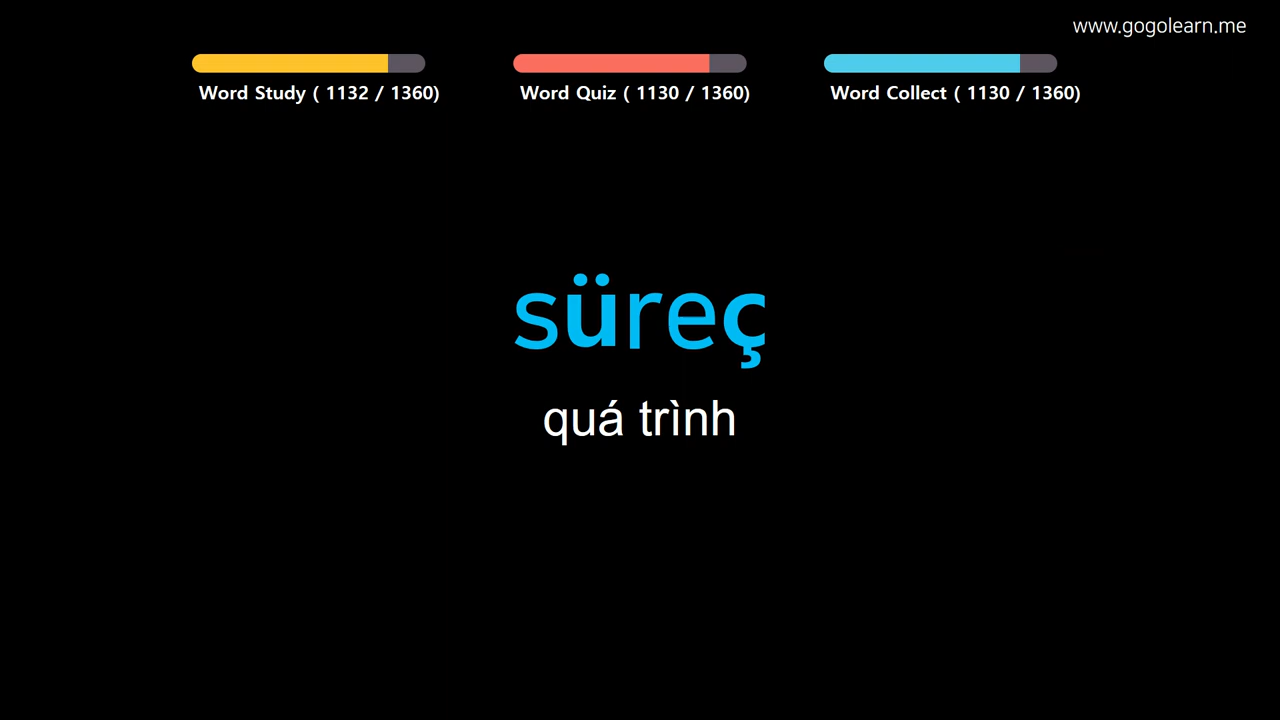 www.gogolearn.me
Word Study ( 1132 / 1360)
Word Quiz ( 1130 / 1360)
Word Collect ( 1130 / 1360)
süreç
quá trình